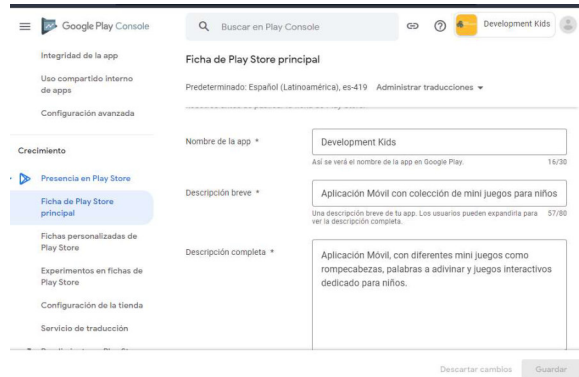 Google Play Console
Buscar en Play Console
Development Kids
Integridad de la app
Uso compartido interno
de apps
Configuración avanzada
Crecimiento
Presencia en Play Store
Ficha de Play Store
principal
Fichas personalizadas de
Play Store
Experimentos en fichas de
Play Store
Configuración de la tienda
Servicio de traducción
Ficha de Play Store principal
Predeterminado: Español (Latinoamérica), es-419 Administrar traducciones
Nombre de la app *
Development Kids
Así se verá el nombre de la app en Google Play. 16/30
Descripción breve *
Aplicación Móvil con colección de mini juegos para niños
Una descripción breve de tu app. Los usuarios pueden expandirla para 57/80
ver la descripción completa.
Descripción completa *
Aplicación Móvil, con diferentes mini juegos como
rompecabezas, palabras a adivinar y juegos interactivos
dedicado para niños.
Descartar cambios Guardar